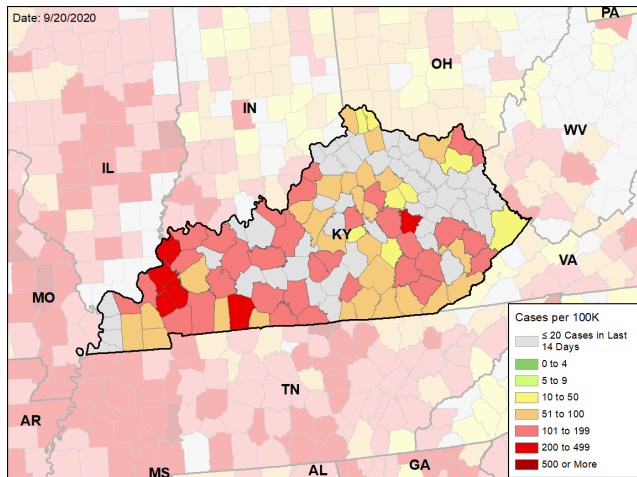 Date: 9/20/2020
PA
OH
IN
WV
IL
KY
VA
MO
Cases per 100K
≤ 20 Cases in Last
14 Days
0 to 4
5 to 9
10 to 50
51 to 100
101 to 199
200 to 499
500 or More
TN
AR
MS
AL
GA